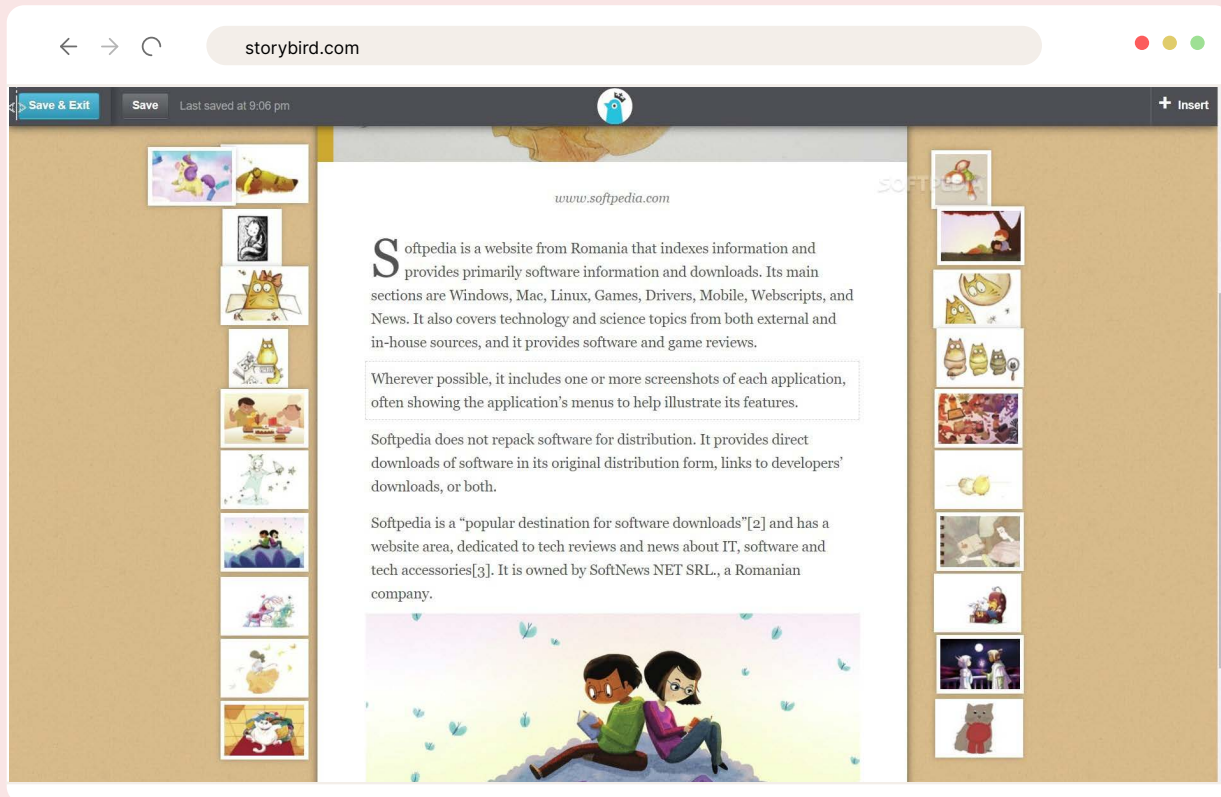 storybird.com
Save & Exit
Save
Last saved at 9:06 pm
+ Insert
SOFTPEDIA
www.softpedia.com
Softpedia is a website from Romania that indexes information and
provides primarily software information and downloads. Its main
sections are Windows, Mac, Linux, Games, Drivers, Mobile, Webscripts, and
News. It also covers technology and science topics from both external and
in-house sources, and it provides software and game reviews.
Wherever possible, it includes one or more screenshots of each application,
often showing the application’s menus to help illustrate its features.
Softpedia does not repack software for distribution. It provides direct
downloads of software in its original distribution form, links to developers’
downloads, or both.
Softpedia is a “popular destination for software downloads”[2] and has a
website area, dedicated to tech reviews and news about IT, software and
tech accessories[3]. It is owned by SoftNews NET SRL., a Romanian
company.